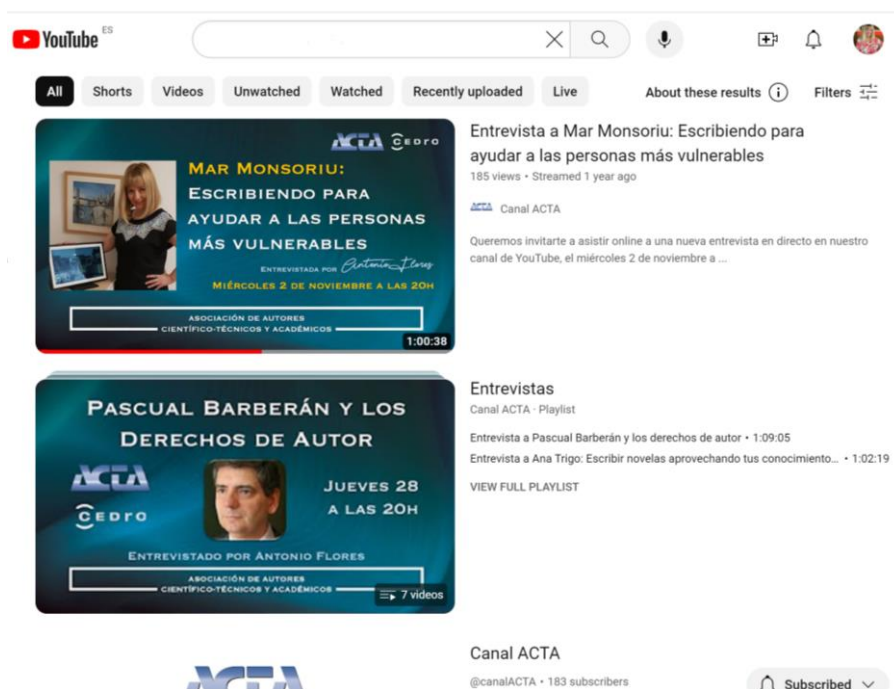 YouTube ES
All Shorts Videos Unwatched Watched Recently uploaded Live About these results Filters
ACTA CEDRO
MAR MONSORIU:
ESCRIBIENDO PARA
AYUDAR A LAS PERSONAS
MÁS VULNERABLES
ENTREVISTADA POR Antonio Flores
MIÉRCOLES 2 DE NOVIEMBRE A LAS 20H
ASOCIACIÓN DE AUTORES
CIENTÍFICO-TÉCNICOS Y ACADÉMICOS
1:00:38
Entrevista a Mar Monsoriu: Escribiendo para
ayudar a las personas más vulnerables
185 views • Streamed 1 year ago
ACTA Canal ACTA
Queremos invitarte a asistir online a una nueva entrevista en directo en nuestro
canal de YouTube, el miércoles 2 de noviembre a ...
PASCUAL BARBERÁN Y LOS
DERECHOS DE AUTOR
ACTA
CEDRO
JUEVES 28
A LAS 20H
ENTREVISTADO POR ANTONIO FLORES
ASOCIACIÓN DE AUTORES
CIENTÍFICO-TÉCNICOS Y ACADÉMICOS
7 videos
Entrevistas
Canal ACTA · Playlist
Entrevista a Pascual Barberán y los derechos de autor • 1:09:05
Entrevista a Ana Trigo: Escribir novelas aprovechando tus conocimiento... • 1:02:19
VIEW FULL PLAYLIST
ACTA
Canal ACTA
@canalACTA • 183 subscribers
Subscribed